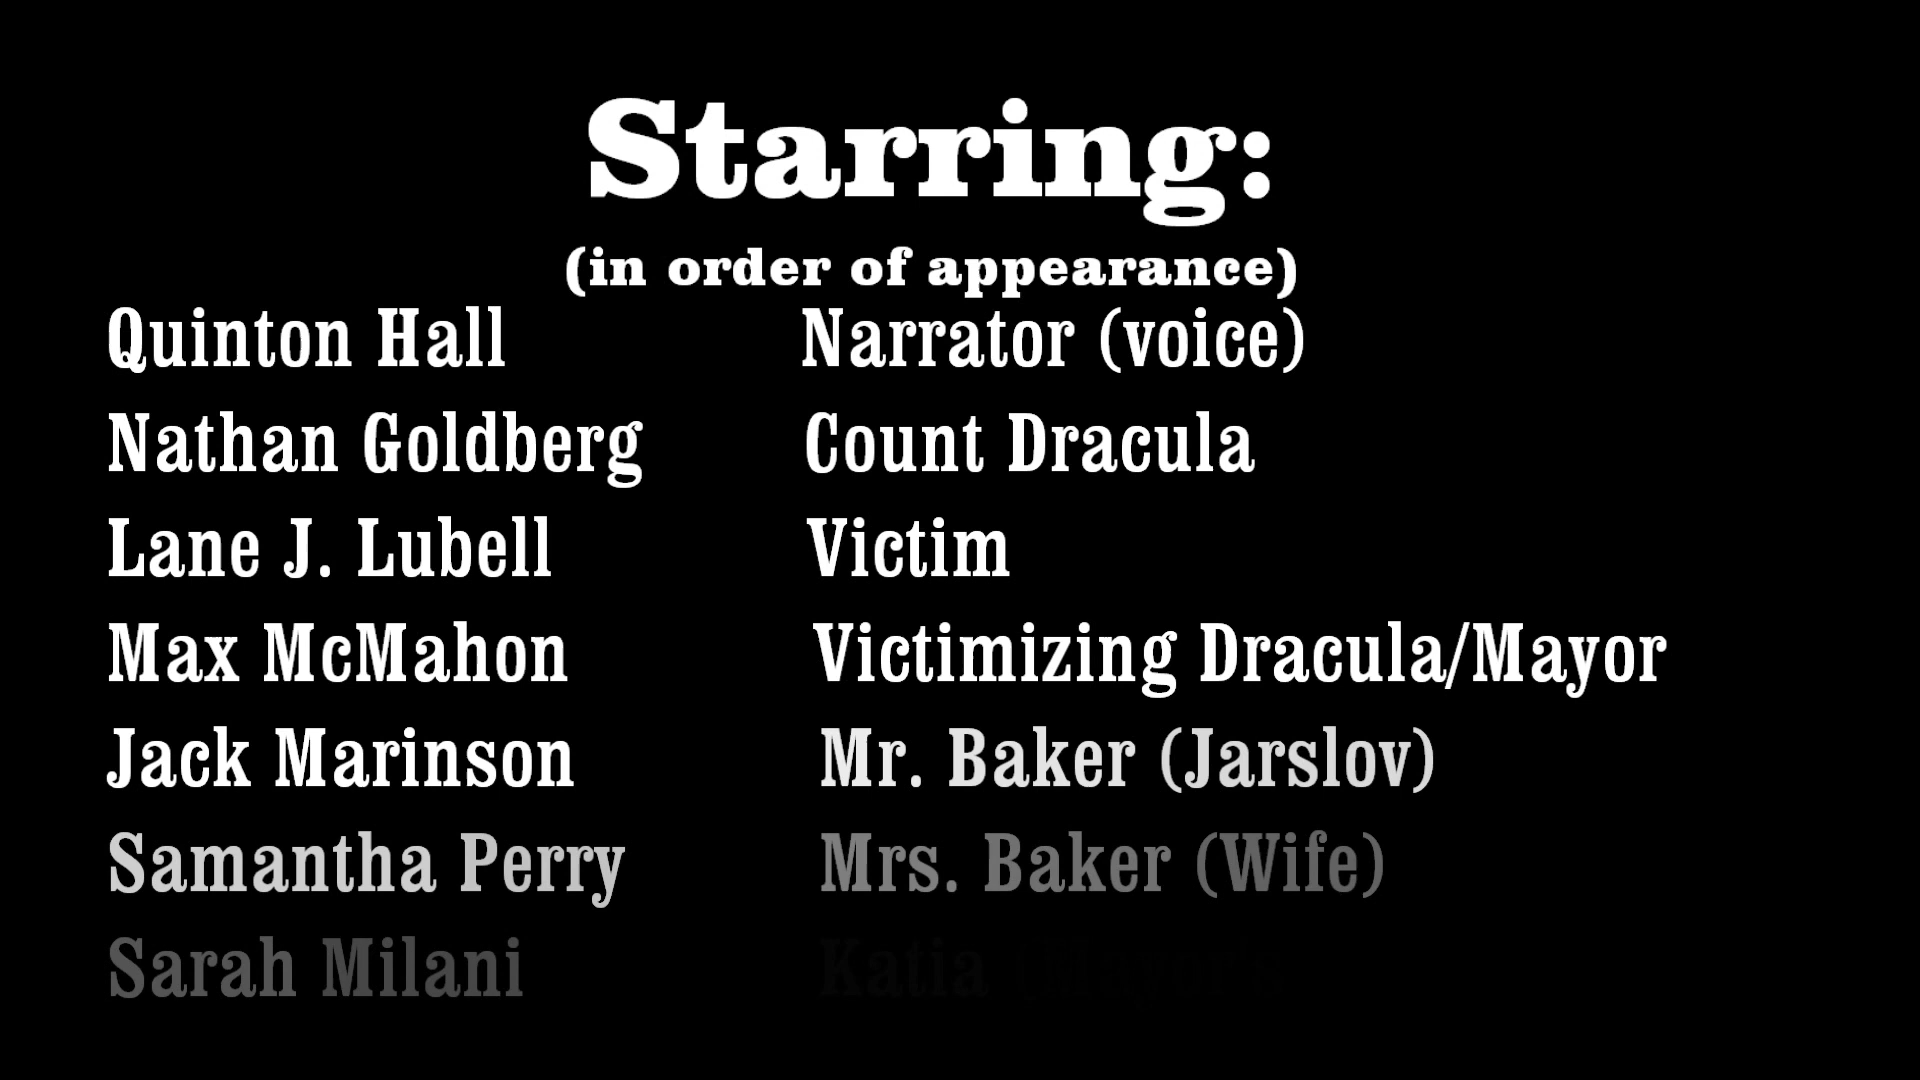 Starring:
(in order of appearance)
Quinton Hall Narrator (voice)
Nathan Goldberg Count Dracula
Lane J. Lubell Victim
Max McMahon Victimizing Dracula/Mayor
Jack Marinson Mr. Baker (Jarslov)
Samantha Perry Mrs. Baker (Wife)
Sarah Milani Katia